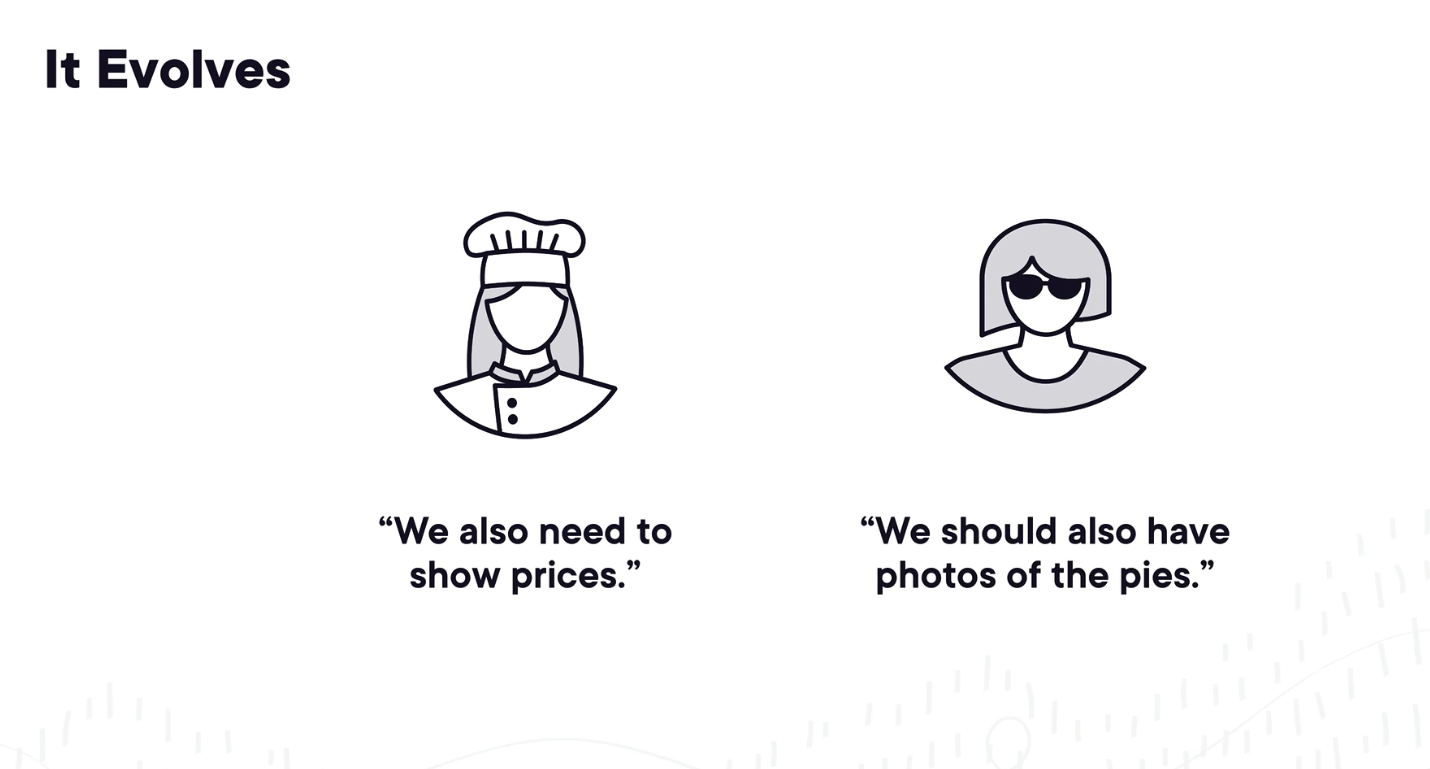 It Evolves
“We also need to
show prices.”
“We should also have
photos of the pies.”